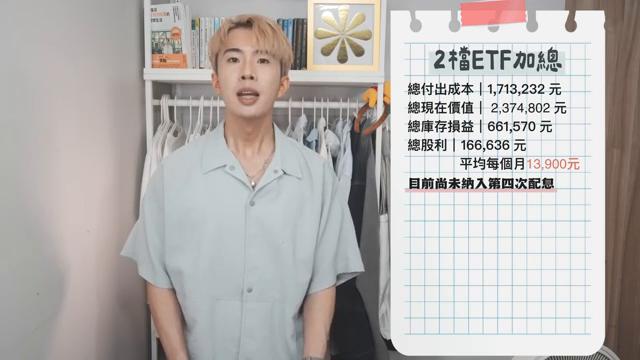 2檔ETF加總
總付出成本｜1,713,232 元
總現在價值｜ 2,374,802 元
總庫存損益｜661,570 元
總股利｜166,636 元
平均每個月13,900元
目前尚未納入第四次配息